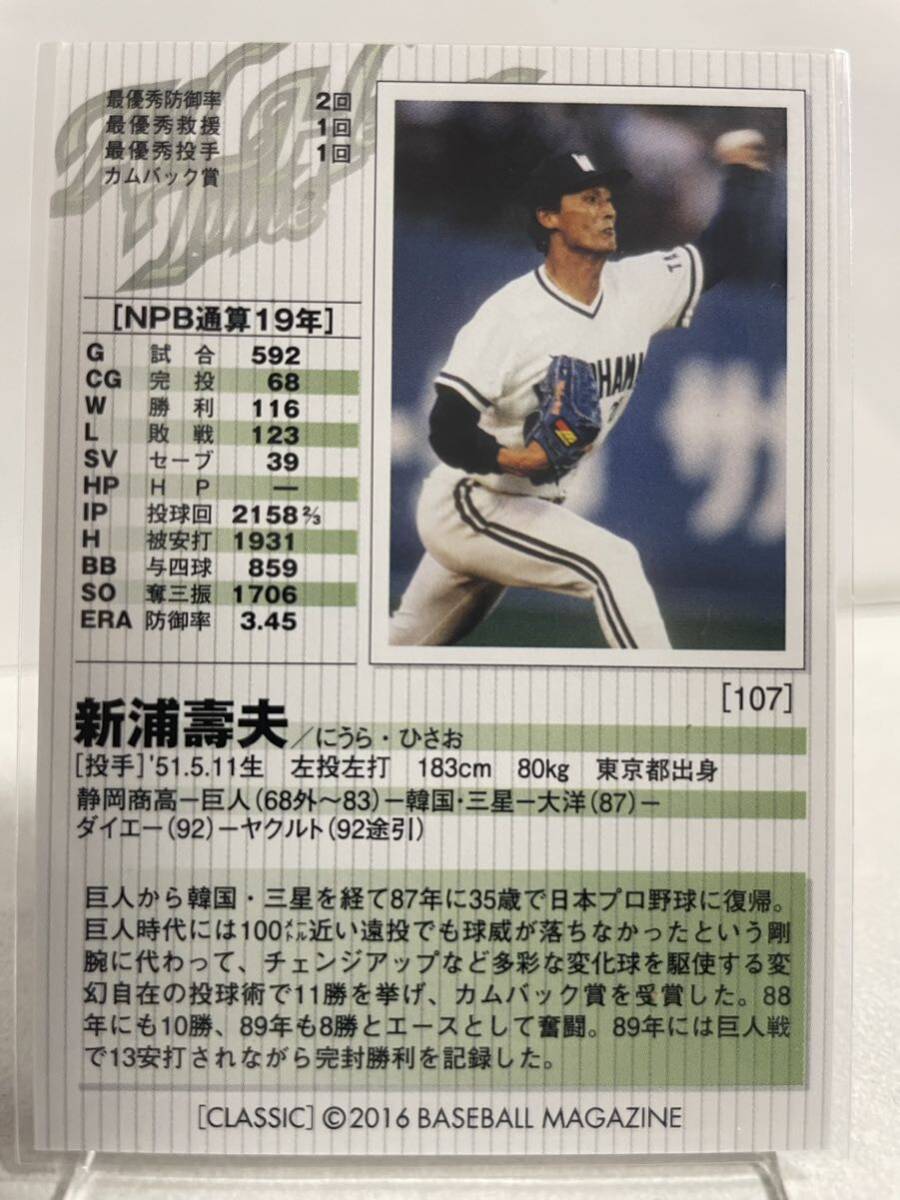 最優秀防御率 2回
最優秀救援 1回
最優秀投手 1回
カムバック賞
[NPB通算19年]
G 試合 592
CG 完投 68
W 勝利 116
L 敗戦 123
SV セーブ 39
HP HP —
IP 投球回 2158 2/3
H 被安打 1931
BB 与四球 859
SO 奪三振 1706
ERA 防御率 3.45
[107]
新浦壽夫/にうら・ひさお
[投手]'51.5.11生 左投左打 183cm 80kg 東京都出身
静岡商高ー巨人(68外〜83)ー韓国・三星ー大洋(87)ー
ダイエー(92)ーヤクルト(92途引)
巨人から韓国・三星を経て87年に35歳で日本プロ野球に復帰。
巨人時代には100㍍近い遠投でも球威が落ちなかったという剛
腕に代わって、チェンジアップなど多彩な変化球を駆使する変
幻自在の投球術で11勝を挙げ、カムバック賞を受賞した。88
年にも10勝、89年も8勝とエースとして奮闘。89年には巨人戦
で13安打されながら完封勝利を記録した。
[CLASSIC] ©2016 BASEBALL MAGAZINE